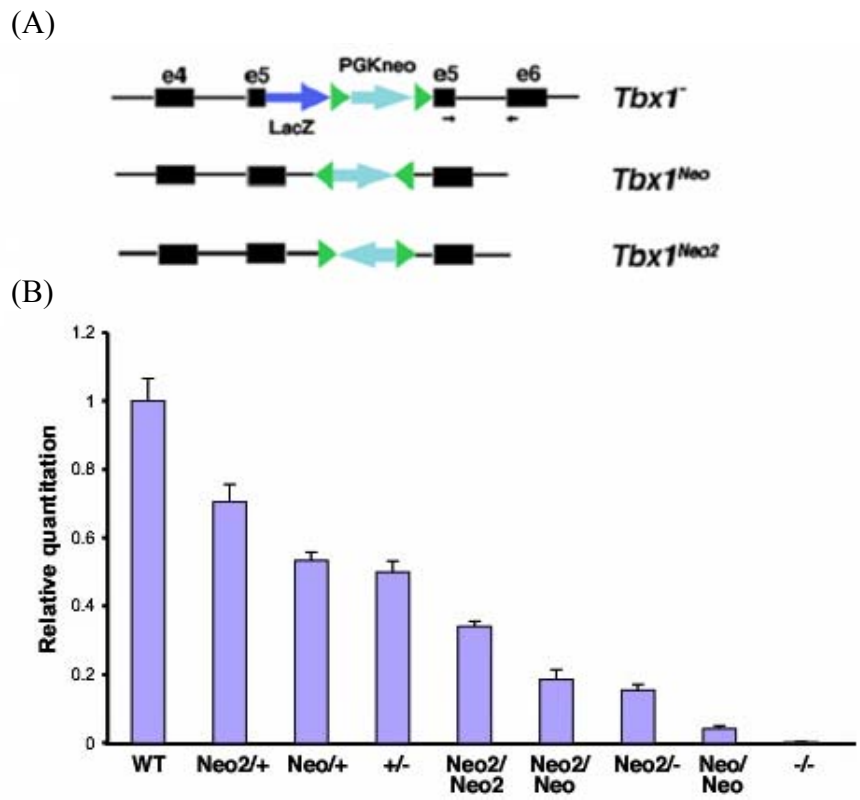 (A)
PGKneo
e4 e5 e5 e6
Tbx1⁻
LacZ
Tbx1ᴺᵉᵒ
Tbx1ᴺᵉᵒ²
(B)
1.2
1
0.8
0.6
0.4
0.2
0
Relative quantitation
WT Neo2/+ Neo/+ +/- Neo2/ Neo2/ Neo2/- Neo/ -/-
Neo2 Neo Neo